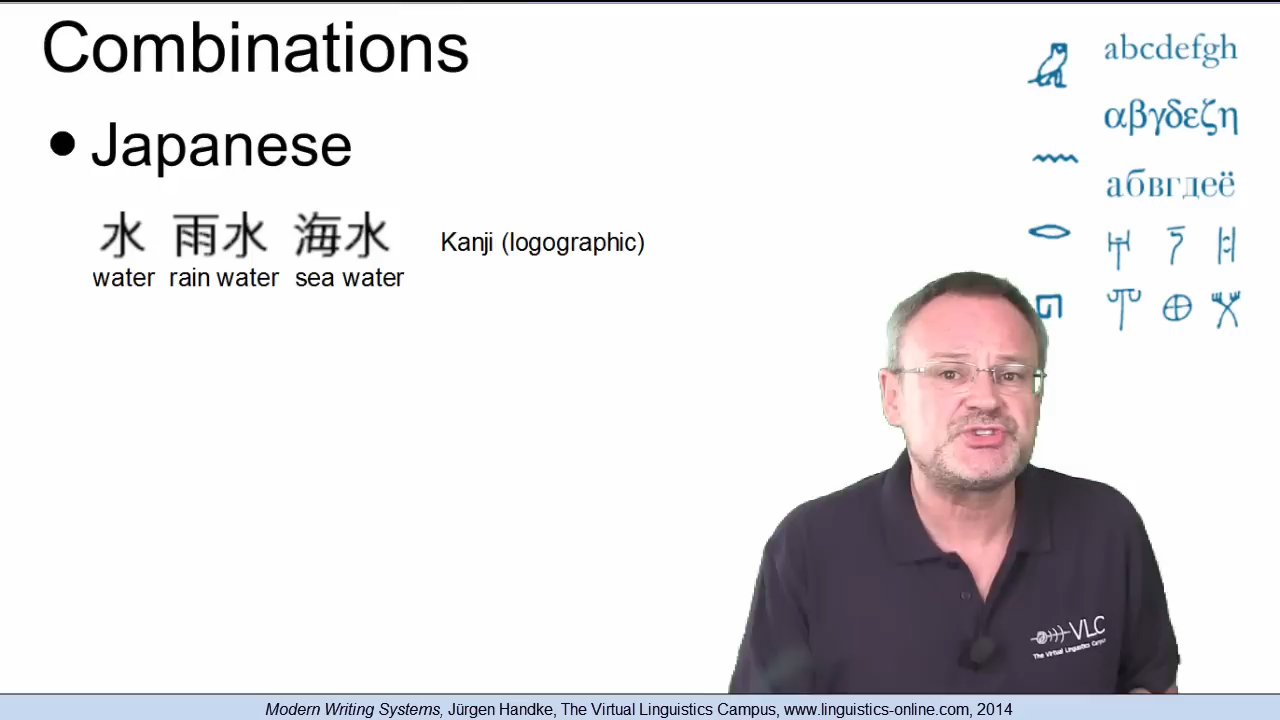 Combinations
• Japanese
水 雨水 海水
water rain water sea water
Kanji (logographic)
abcdefgh
αβγδεζη
абвгдеё
VLC
The Virtual Linguistics Campus
Modern Writing Systems, Jürgen Handke, The Virtual Linguistics Campus, www.linguistics-online.com, 2014